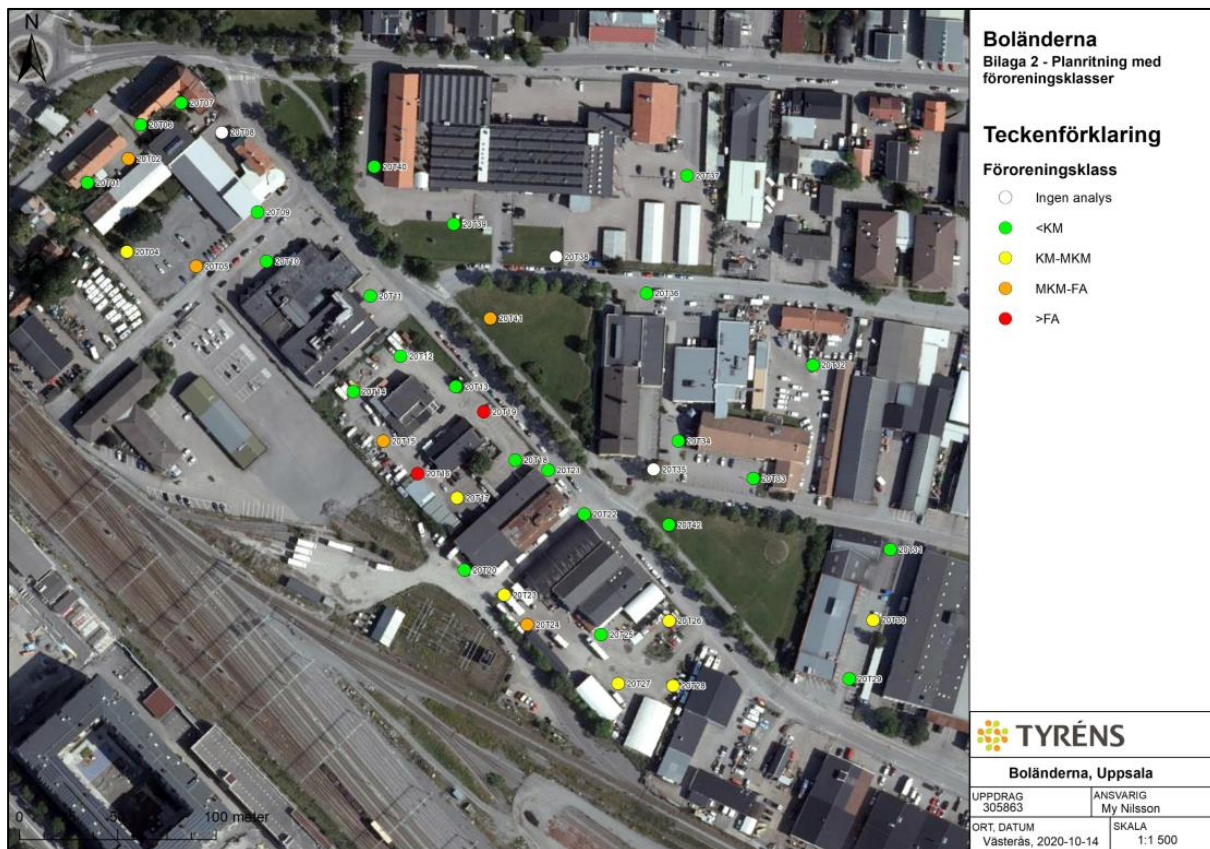 N
20T07
20T06
20T08
20T02
20T01
20T40
20T37
20T09
20T39
20T04
20T38
20T10
20T05
20T11
20T36
20T41
20T12
20T32
20T13
20T14
20T19
20T15
20T34
20T18
20T21
20T35
20T16
20T33
20T17
20T22
20T42
20T31
20T20
20T23
20T30
20T24
20T26
20T25
20T29
20T27
20T28
0
50
100 meter
Boländerna
Bilaga 2 - Planritning med
föroreningsklasser
Teckenförklaring
Föroreningsklass
Ingen analys
<KM
KM-MKM
MKM-FA
>FA
TYRÉNS
Boländerna, Uppsala
UPPDRAG
305863
ANSVARIG
My Nilsson
ORT, DATUM
Västerås, 2020-10-14
SKALA
1:1 500